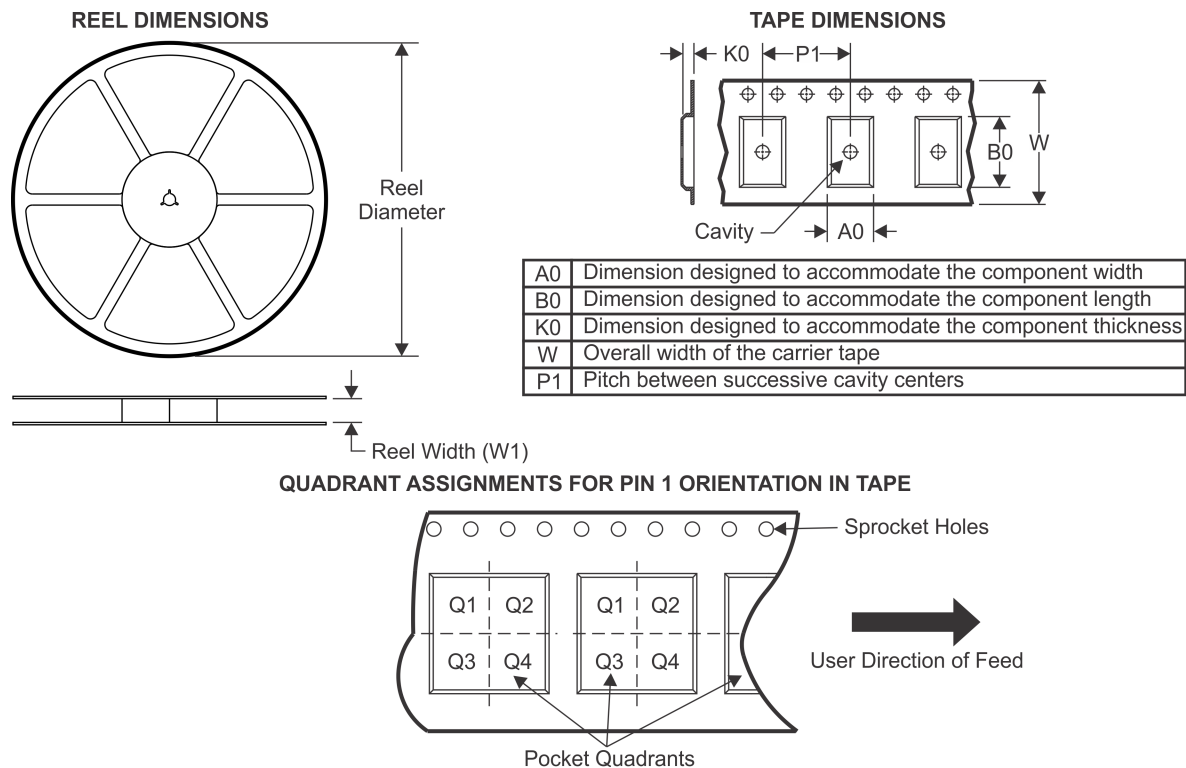 REEL DIMENSIONS
Reel
Diameter
Reel Width (W1)
TAPE DIMENSIONS
K0
P1
W
B0
Cavity
A0
A0 Dimension designed to accommodate the component width
B0 Dimension designed to accommodate the component length
K0 Dimension designed to accommodate the component thickness
W Overall width of the carrier tape
P1 Pitch between successive cavity centers
QUADRANT ASSIGNMENTS FOR PIN 1 ORIENTATION IN TAPE
Sprocket Holes
Q1 Q2 Q1 Q2
Q3 Q4 Q3 Q4
User Direction of Feed
Pocket Quadrants